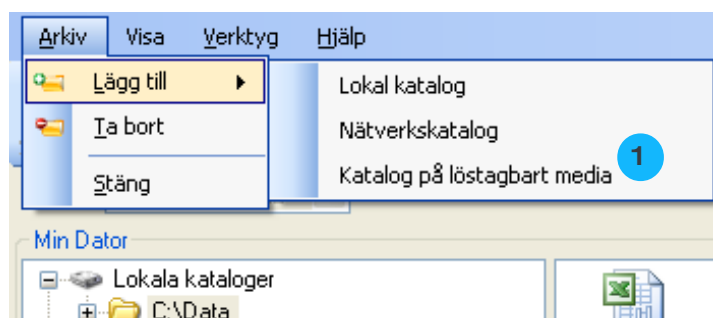 Arkiv Visa Verktyg Hjälp
Lägg till Lokal katalog
Ta bort Nätverkskatalog
Katalog på löstagbart media 1
Stäng
Min Dator
Lokala kataloger
C:\Data